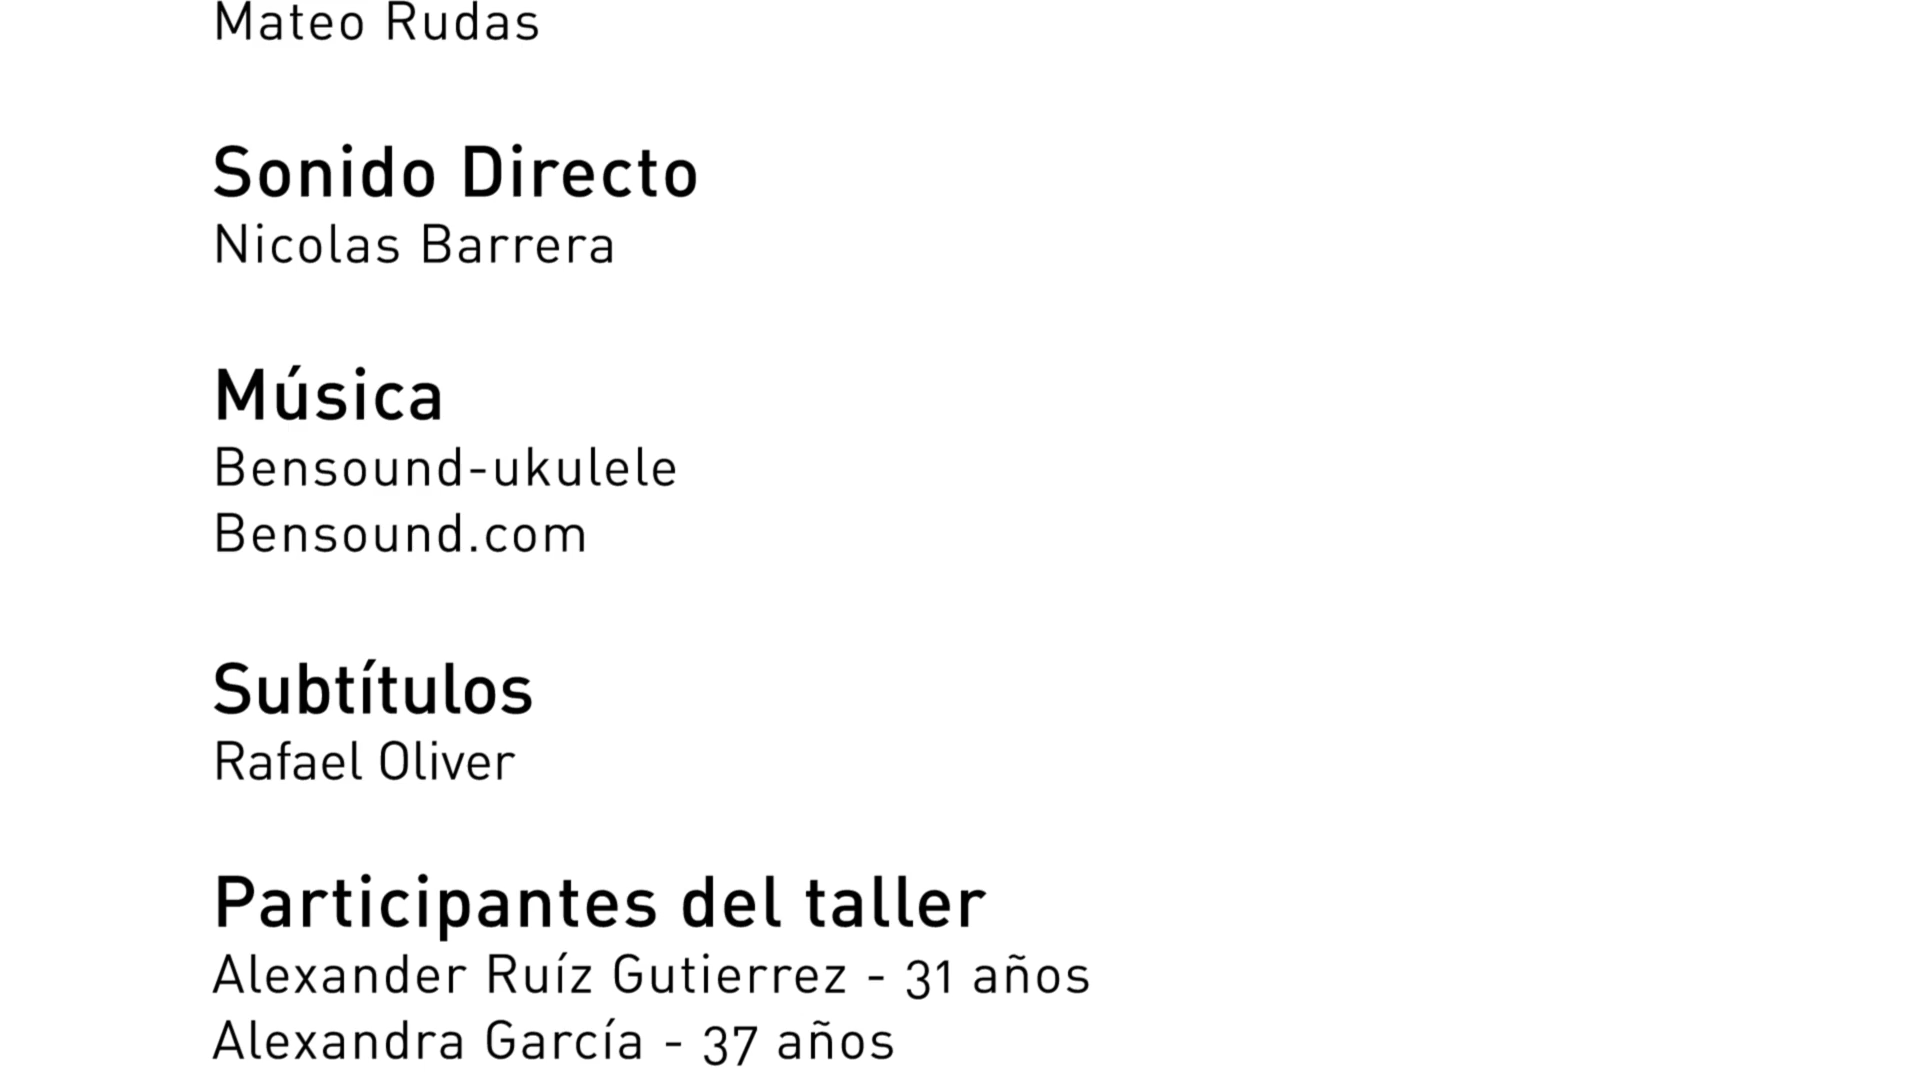 Mateo Rudas
Sonido Directo
Nicolas Barrera
Música
Bensound-ukulele
Bensound.com
Subtítulos
Rafael Oliver
Participantes del taller
Alexander Ruíz Gutierrez - 31 años
Alexandra García - 37 años